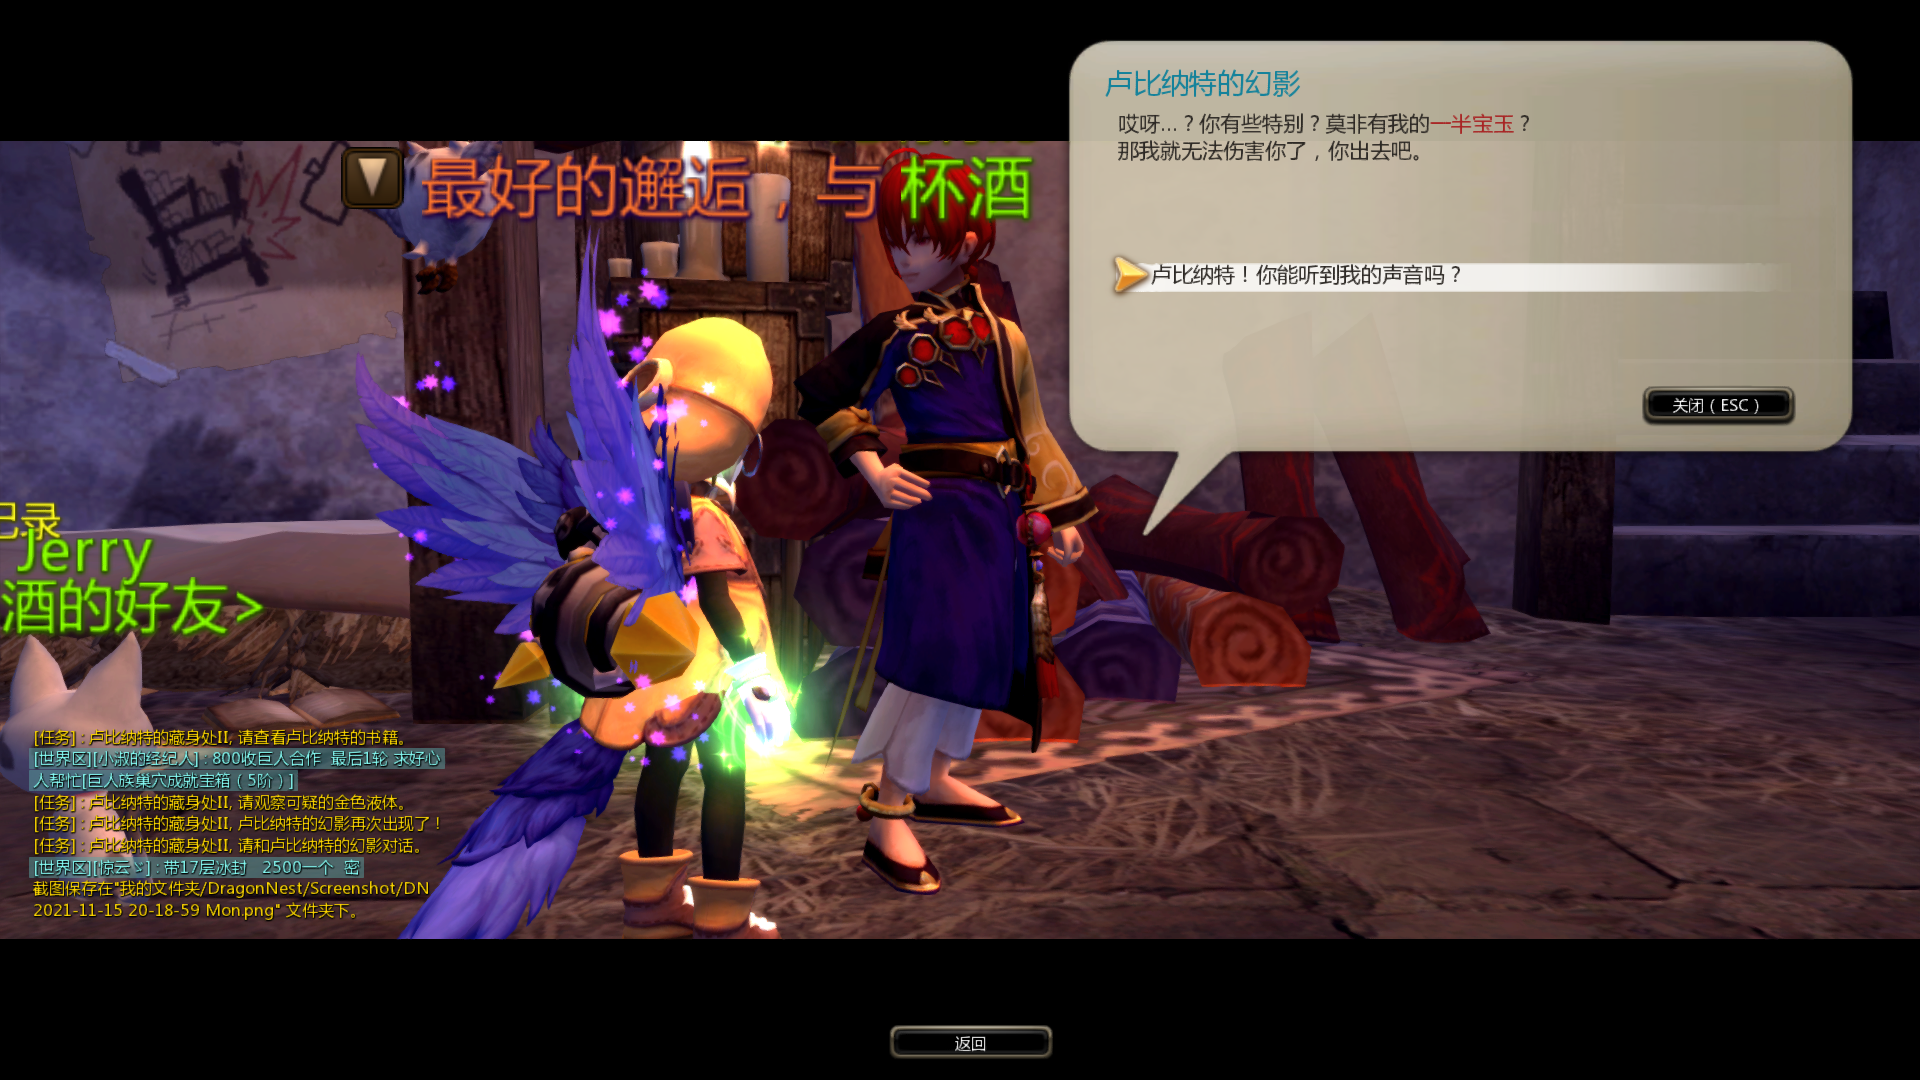 卢比纳特的幻影
哎呀...？你有些特别？莫非有我的一半宝玉？
那我就无法伤害你了，你出去吧。
最好的邂逅，与 杯酒
卢比纳特！你能听到我的声音吗？
关闭（ESC）
记录
Jerry
酒的好友>
[任务] : 卢比纳特的藏身处II, 请查看卢比纳特的书籍。
[世界区][小淑的经纪人] : 800收巨人合作 最后1轮 求好心
人帮忙[巨人族巢穴成就宝箱（5阶）]
[任务] : 卢比纳特的藏身处II, 请观察可疑的金色液体。
[任务] : 卢比纳特的藏身处II, 卢比纳特的幻影再次出现了！
[任务] : 卢比纳特的藏身处II, 请和卢比纳特的幻影对话。
[世界区][惊云ゞ] : 带17层冰封 2500一个 密
截图保存在"我的文件夹/DragonNest/Screenshot/DN
2021-11-15 20-18-59 Mon.png" 文件夹下。
返回